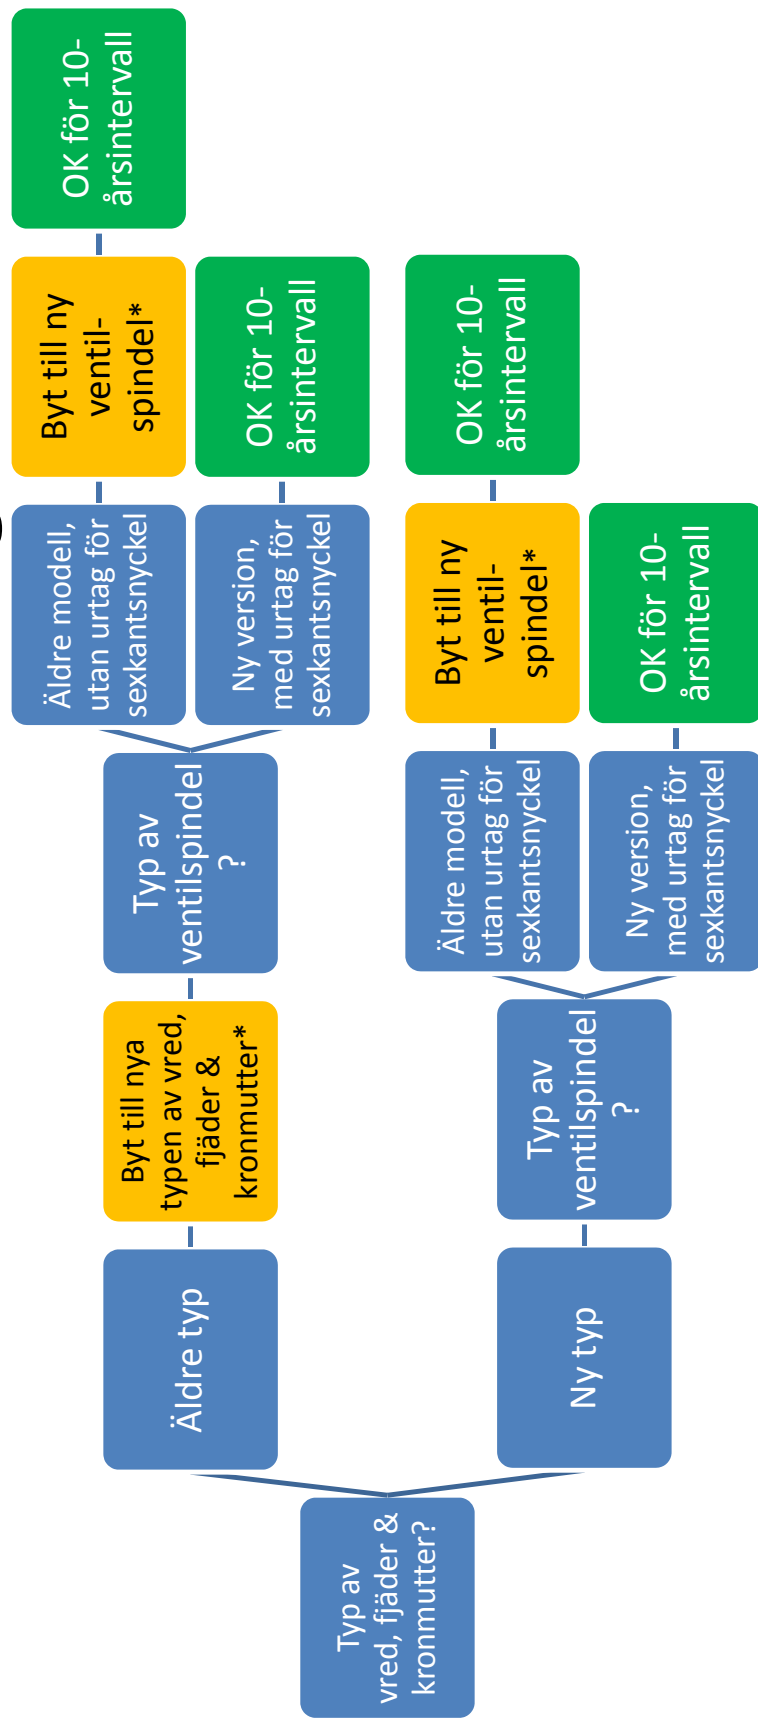 Typ av
vred, fjäder &
kronmutter?
Äldre typ
Byt till nya
typen av vred,
fjäder &
kronmutter*
Typ av
ventilspindel
?
Äldre modell,
utan urtag för
sexkantsnyckel
Byt till ny
ventil-
spindel*
OK för 10-
årsintervall
Ny version,
med urtag för
sexkantsnyckel
OK för 10-
årsintervall
Ny typ
Typ av
ventilspindel
?
Äldre modell,
utan urtag för
sexkantsnyckel
Byt till ny
ventil-
spindel*
OK för 10-
årsintervall
Ny version,
med urtag för
sexkantsnyckel
OK för 10-
årsintervall